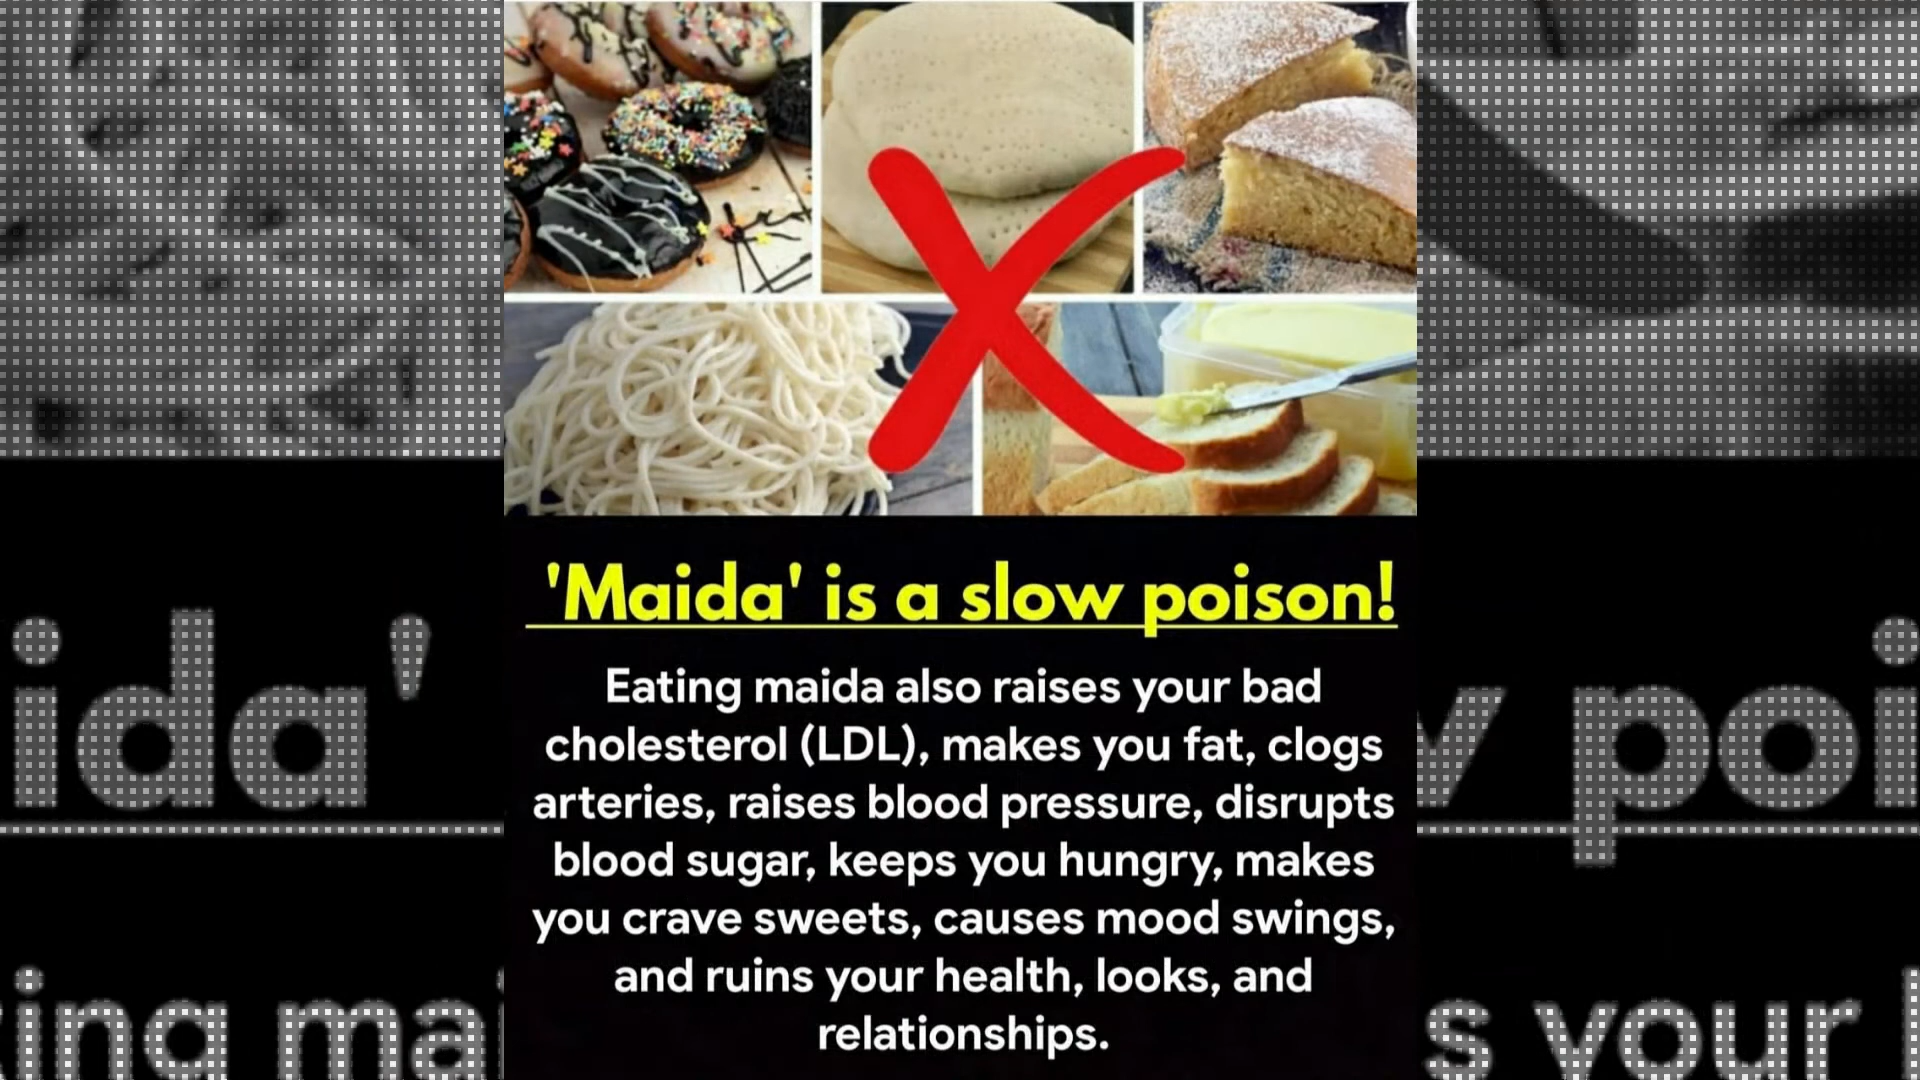 'Maida' is a slow poison!
Eating maida also raises your bad
cholesterol (LDL), makes you fat, clogs
arteries, raises blood pressure, disrupts
blood sugar, keeps you hungry, makes
you crave sweets, causes mood swings,
and ruins your health, looks, and
relationships.